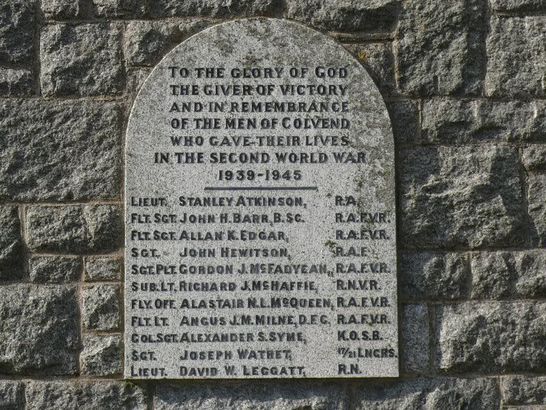 TO THE GLORY OF GOD
THE GIVER OF VICTORY
AND IN REMEMBRANCE
OF THE MEN OF COLVEND
WHO GAVE THEIR LIVES
IN THE SECOND WORLD WAR
1939-1945
LIEUT. STANLEY ATKINSON, R.A.
FLT. SGT. JOHN H. BARR, B.SC. R.A.F.V.R.
FLT. SGT. ALLAN K. EDGAR, R.A.F.V.R.
SGT. JOHN HEWITSON, R.A.F.
SGT. PLT. GORDON J. MCFADYEAN, R.A.F.V.R.
SUB. LT. RICHARD J. MCHAFFIE, R.N.V.R.
FLY. OFF. ALASTAIR N.L. MCQUEEN, R.A.F.V.R.
FLT. LT. ANGUS J.M. MILNE, D.F.C. R.A.F.V.R.
COL. SGT. ALEXANDER S. SYME, K.O.S.B.
SGT. JOSEPH WATRET, 17/21 LNCRS.
LIEUT. DAVID W. LEGGATT, R.N.